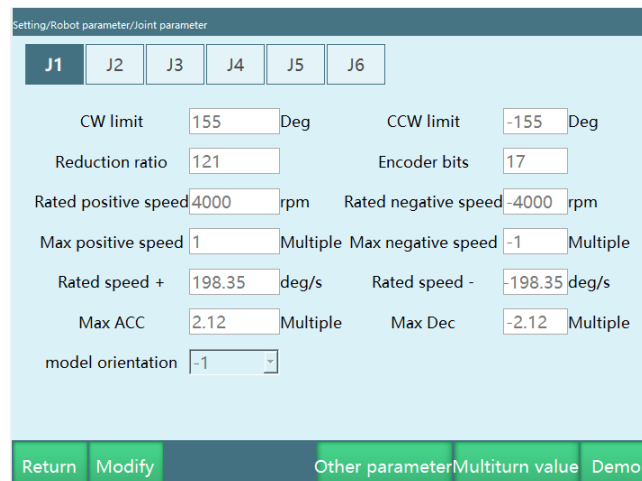 Setting/Robot parameter/Joint parameter
J1 J2 J3 J4 J5 J6
CW limit 155 Deg CCW limit -155 Deg
Reduction ratio 121 Encoder bits 17
Rated positive speed 4000 rpm Rated negative speed -4000 rpm
Max positive speed 1 Multiple Max negative speed -1 Multiple
Rated speed + 198.35 deg/s Rated speed - -198.35 deg/s
Max ACC 2.12 Multiple Max Dec -2.12 Multiple
model orientation -1
Return Modify Other parameter Multiturn value Demo